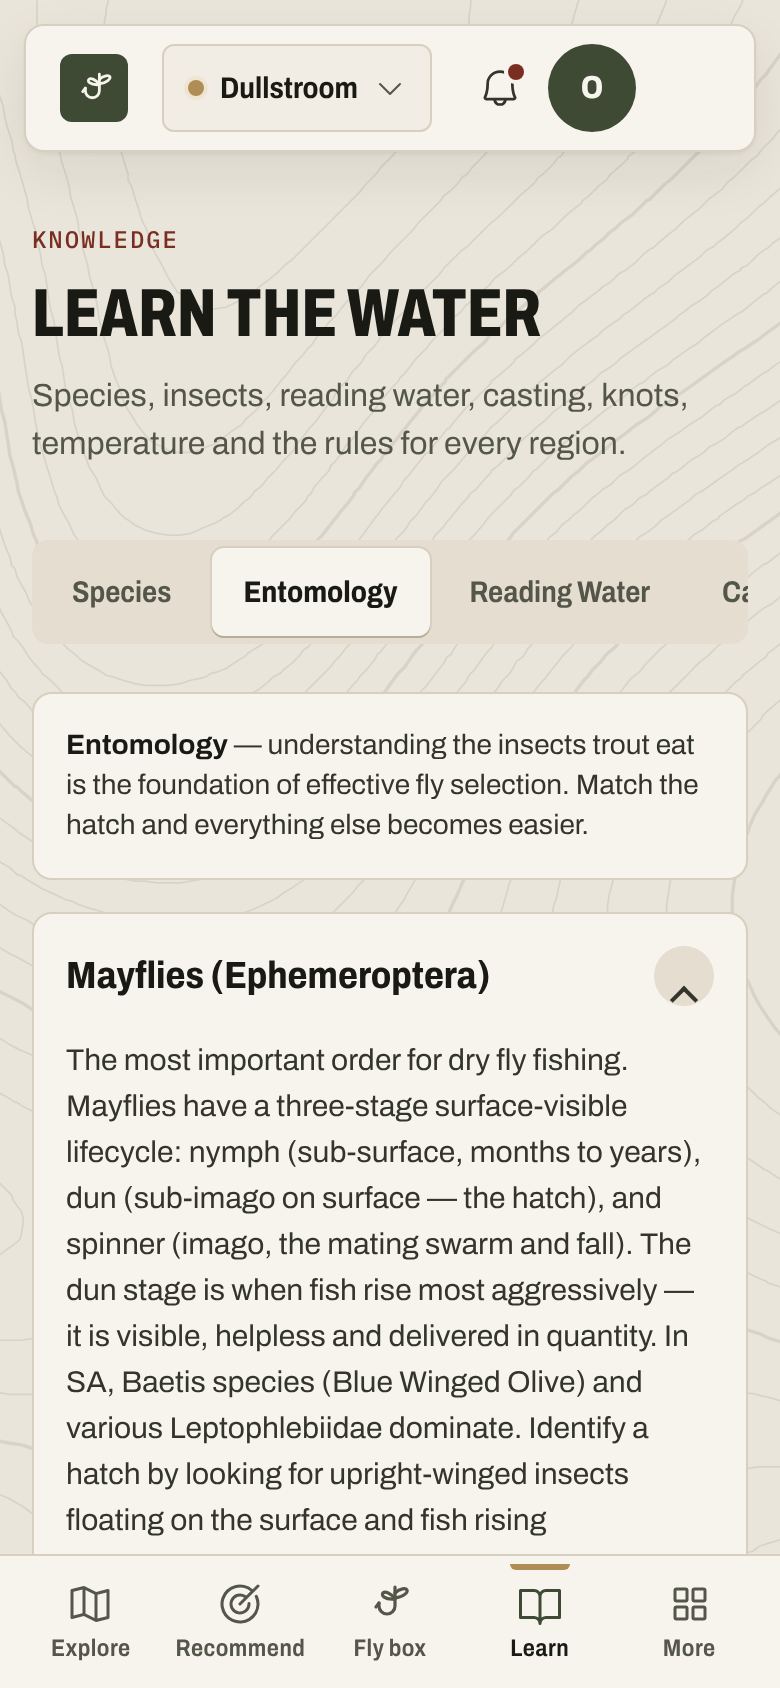 Dullstroom
O
KNOWLEDGE
LEARN THE WATER
Species, insects, reading water, casting, knots,
temperature and the rules for every region.
Species Entomology Reading Water
Entomology — understanding the insects trout eat
is the foundation of effective fly selection. Match the
hatch and everything else becomes easier.
Mayflies (Ephemeroptera)
The most important order for dry fly fishing.
Mayflies have a three-stage surface-visible
lifecycle: nymph (sub-surface, months to years),
dun (sub-imago on surface — the hatch), and
spinner (imago, the mating swarm and fall). The
dun stage is when fish rise most aggressively —
it is visible, helpless and delivered in quantity. In
SA, Baetis species (Blue Winged Olive) and
various Leptophlebiidae dominate. Identify a
hatch by looking for upright-winged insects
floating on the surface and fish rising
Explore Recommend Fly box Learn More